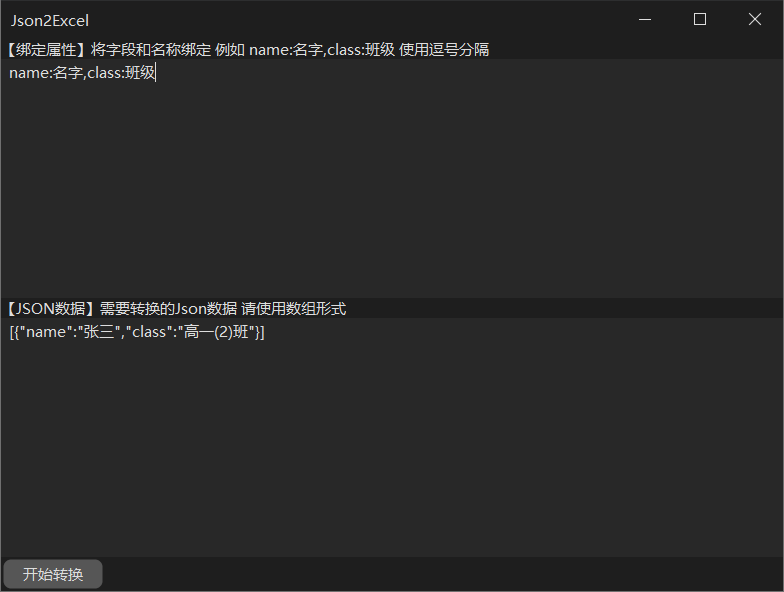 Json2Excel
【绑定属性】将字段和名称绑定 例如 name:名字,class:班级 使用逗号分隔
name:名字,class:班级
【JSON数据】需要转换的Json数据 请使用数组形式
[{"name":"张三","class":"高一(2)班"}]
开始转换